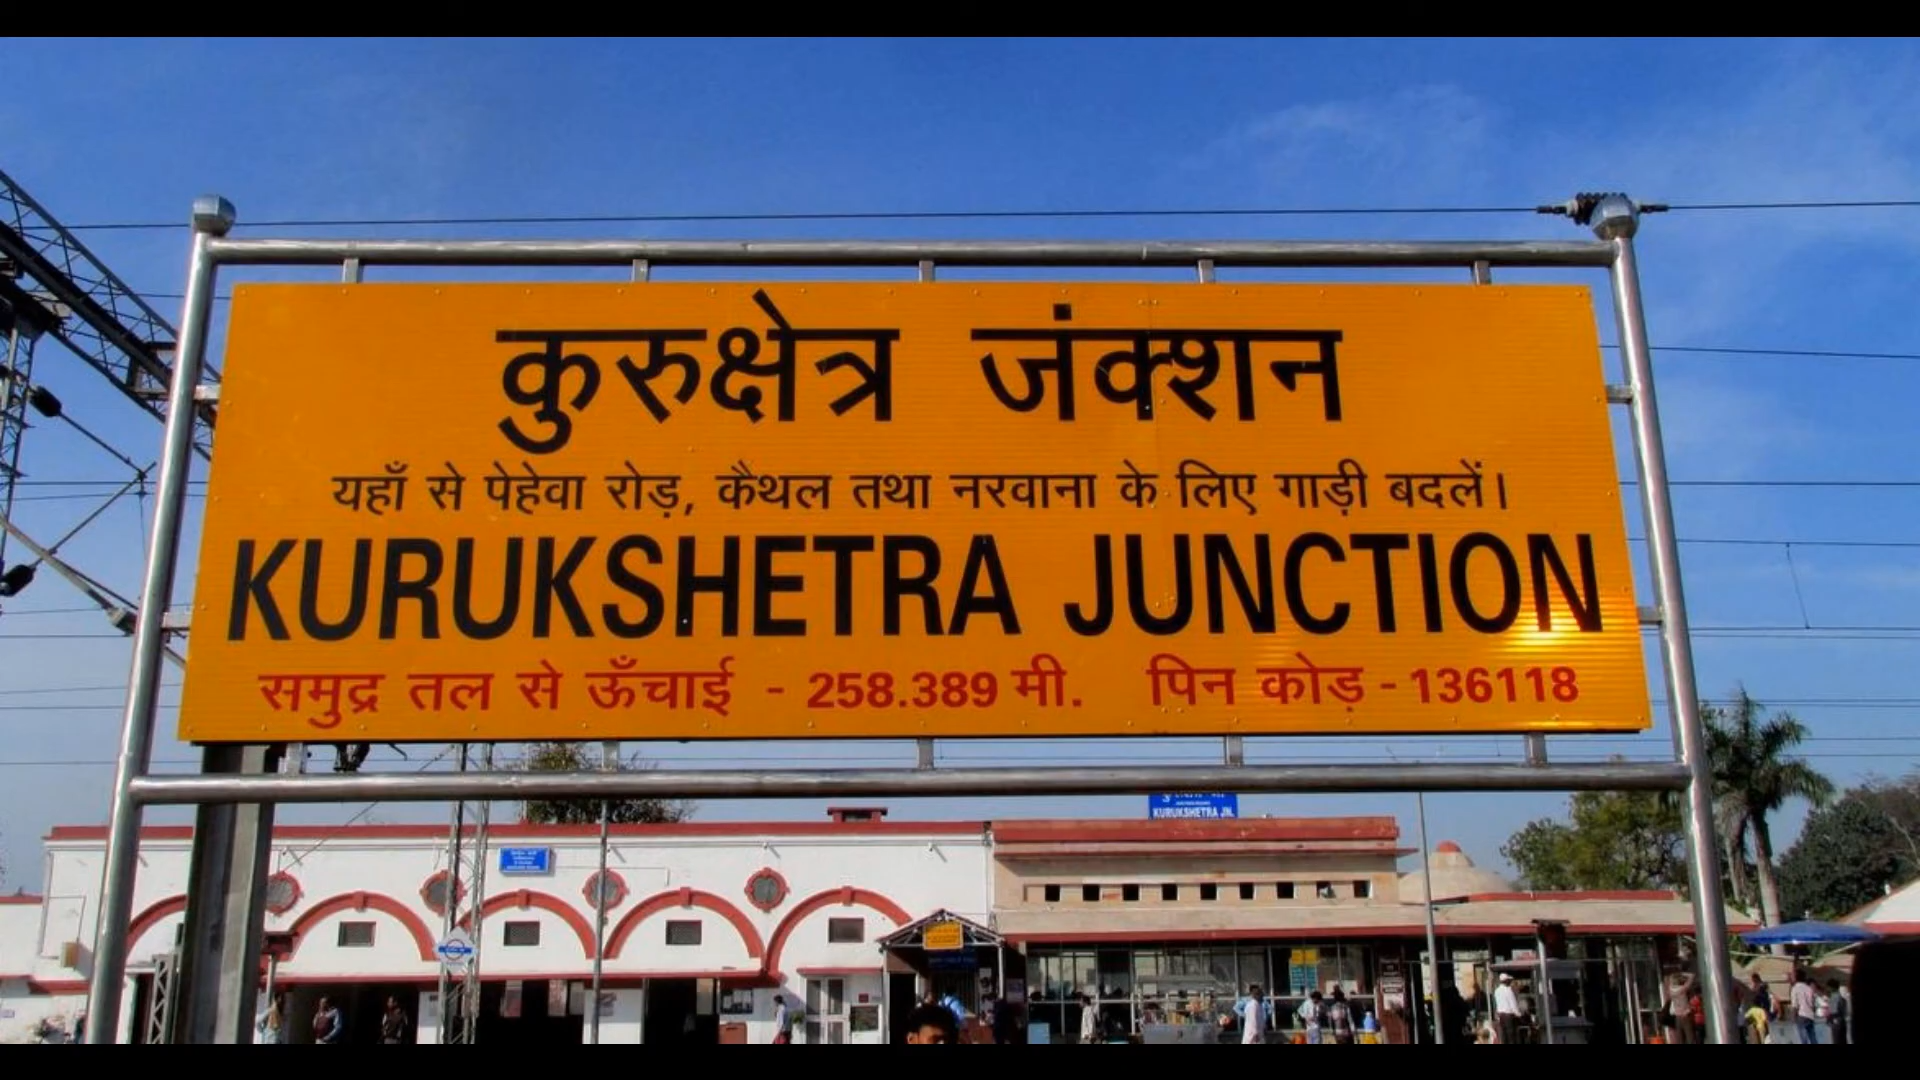 कुरुक्षेत्र जंक्शन
यहाँ से पेहेवा रोड़, कैथल तथा नरवाना के लिए गाड़ी बदलें।
KURUKSHETRA JUNCTION
समुद्र तल से ऊँचाई - 258.389 मी. पिन कोड़ - 136118
KURUKSHETRA JN.